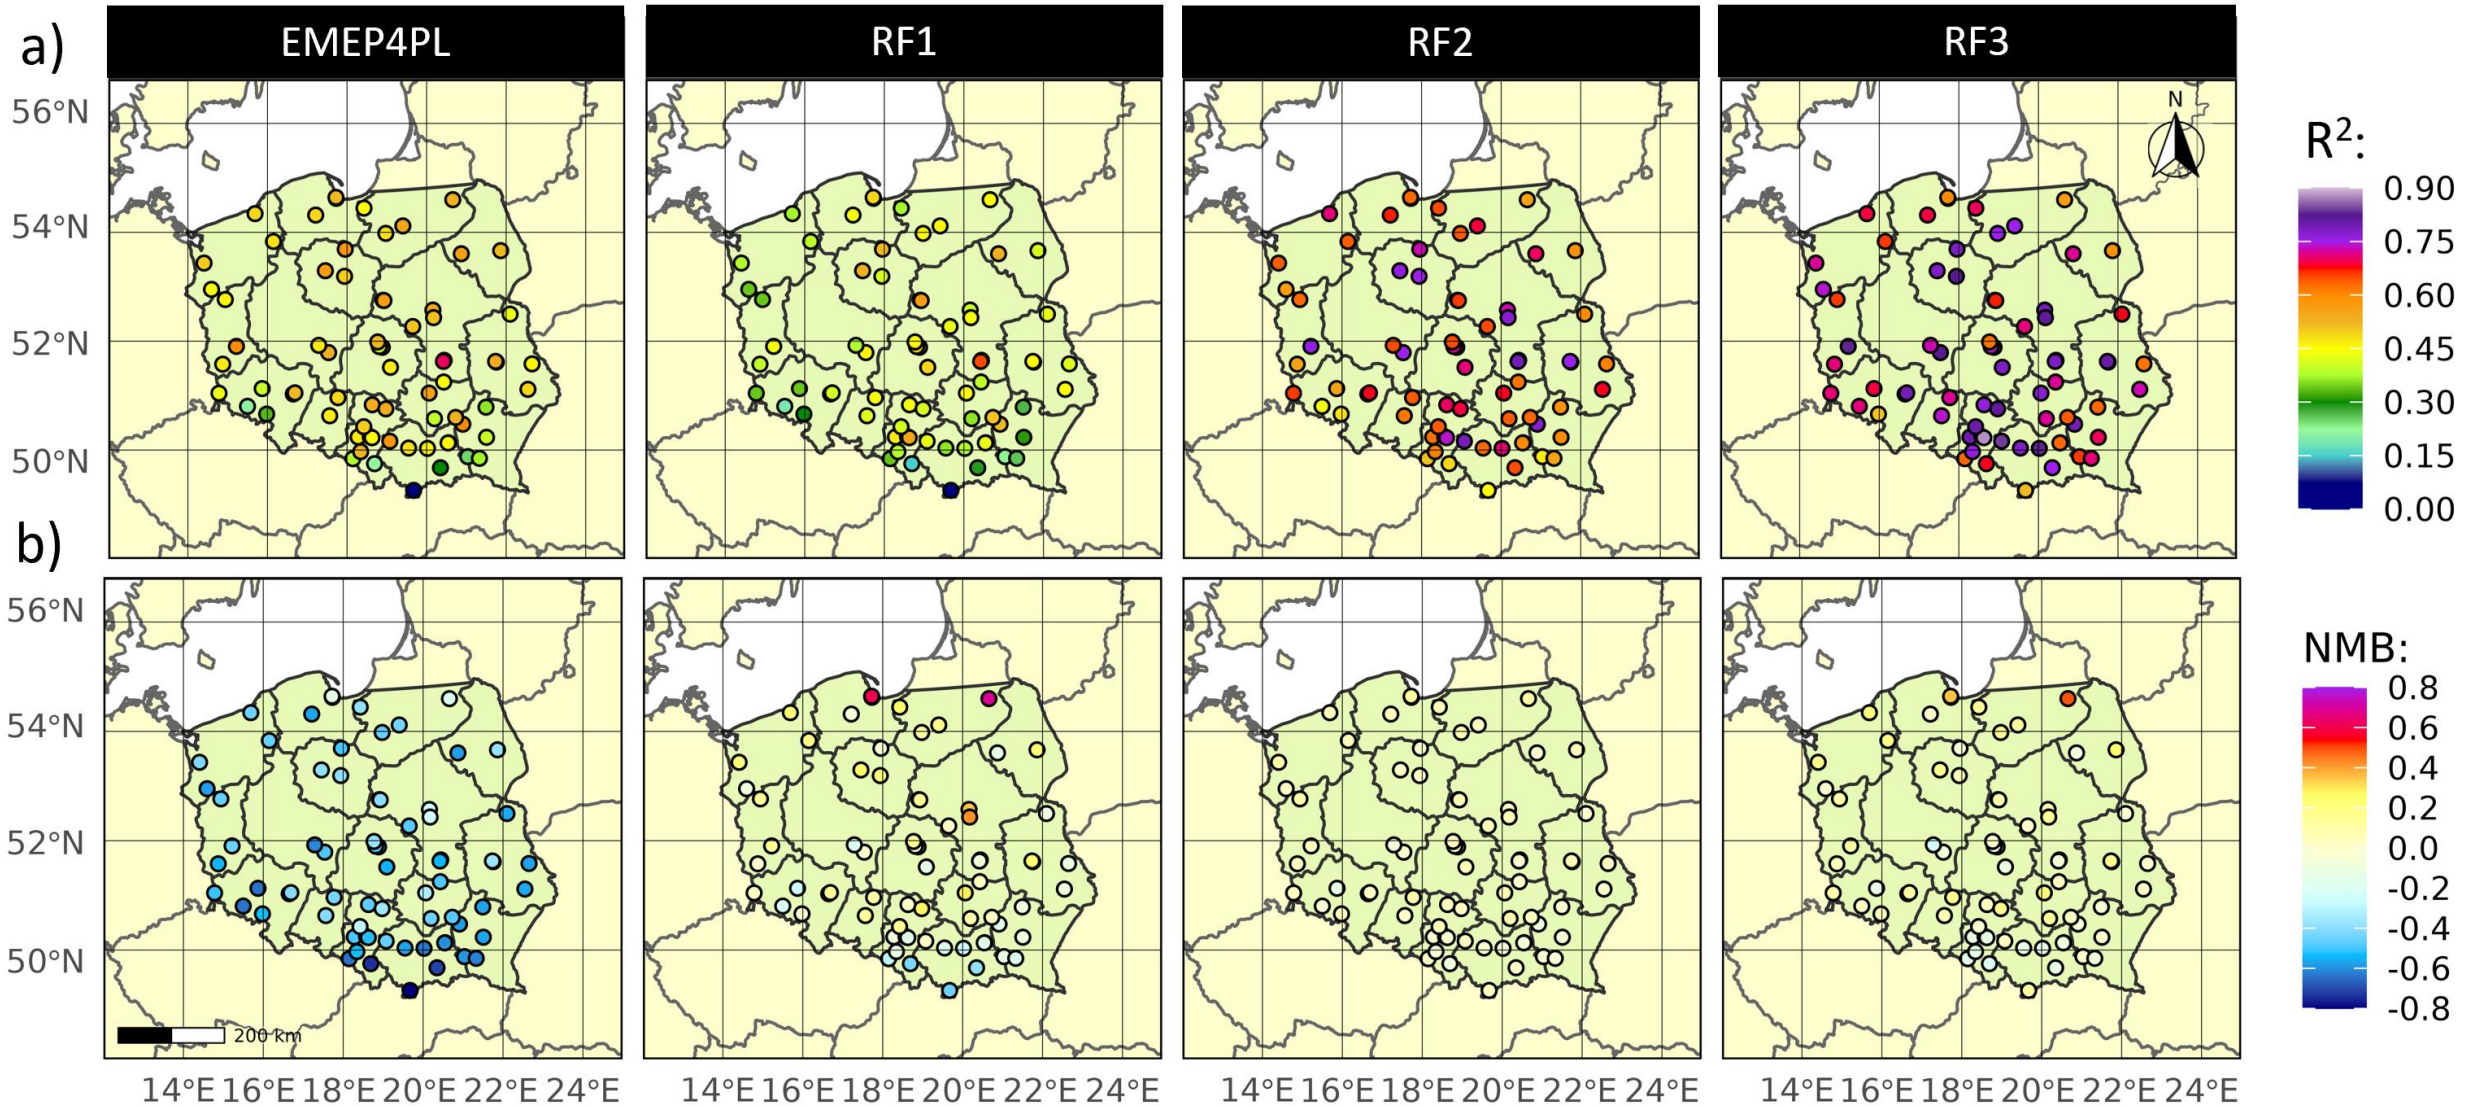 a)
EMEP4PL
RF1
RF2
RF3
56°N
54°N
52°N
50°N
N
R²:
0.90
0.75
0.60
0.45
0.30
0.15
0.00
b)
56°N
54°N
52°N
50°N
200 km
NMB:
0.8
0.6
0.4
0.2
0.0
-0.2
-0.4
-0.6
-0.8
14°E 16°E 18°E 20°E 22°E 24°E
14°E 16°E 18°E 20°E 22°E 24°E
14°E 16°E 18°E 20°E 22°E 24°E
14°E 16°E 18°E 20°E 22°E 24°E